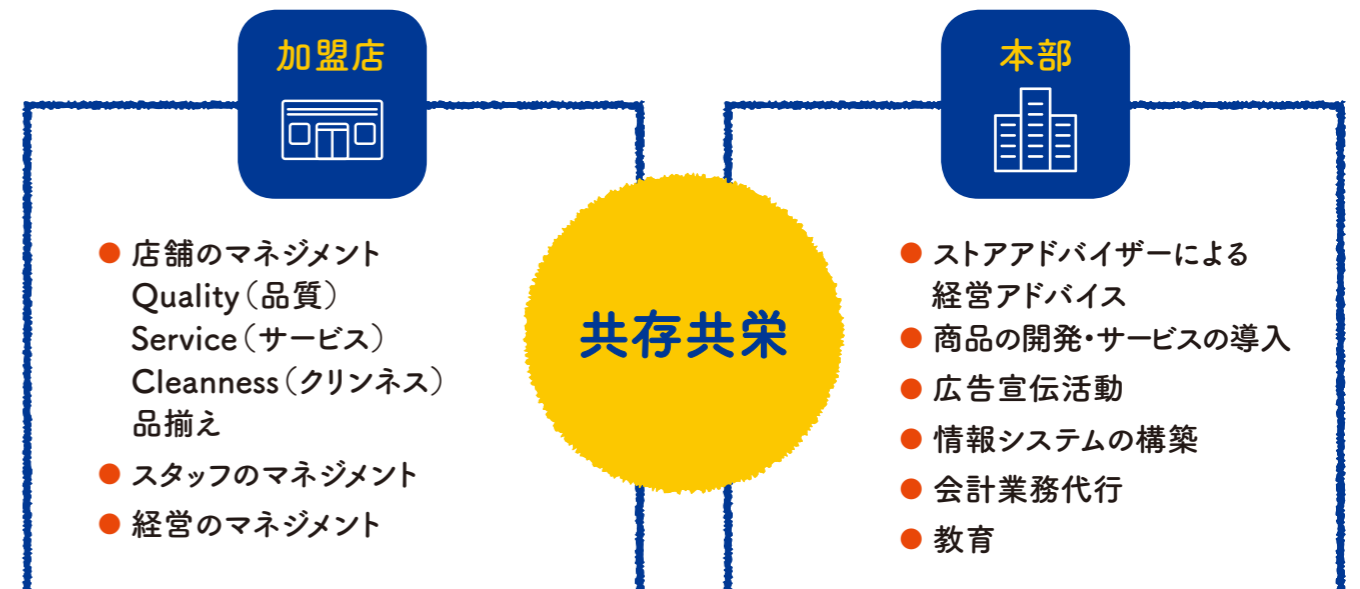 加盟店
● 店舗のマネジメント
Quality（品質）
Service（サービス）
Cleanness（クリンネス）
品揃え
● スタッフのマネジメント
● 経営のマネジメント
共存共栄
本部
● ストアアドバイザーによる
経営アドバイス
● 商品の開発・サービスの導入
● 広告宣伝活動
● 情報システムの構築
● 会計業務代行
● 教育